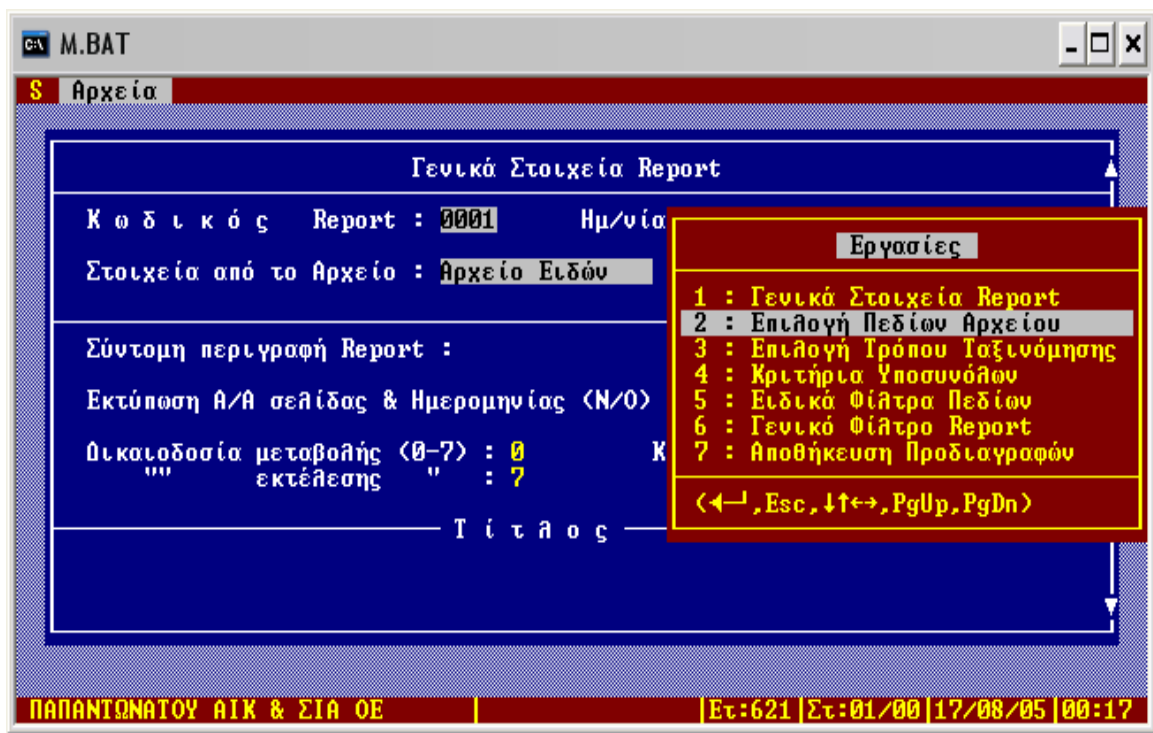 M.BAT
S Αρχεία
Γενικά Στοιχεία Report
Κ ω δ ι κ ό ς Report : 0001 Ημ/νία
Στοιχεία από το Αρχείο : Αρχείο Ειδών
Σύντομη περιγραφή Report :
Εκτύπωση Α/Α σελίδας & Ημερομηνίας (Ν/Ο)
Δικαιοδοσία μεταβολής (0-7) : 0 Κ
"" εκτέλεσης " : 7
Τ ί τ λ ο ς
Εργασίες
1 : Γενικά Στοιχεία Report
2 : Επιλογή Πεδίων Αρχείου
3 : Επιλογή Τρόπου Ταξινόμησης
4 : Κριτήρια Υποσυνόλων
5 : Ειδικά Φίλτρα Πεδίων
6 : Γενικό Φίλτρο Report
7 : Αποθήκευση Προδιαγραφών
(◄┘,Esc,↓↑↔,PgUp,PgDn)
ΠΑΠΑΝΤΩΝΑΤΟΥ ΑΙΚ & ΣΙΑ ΟΕ Ετ:621 Στ:01/00 17/08/05 00:17